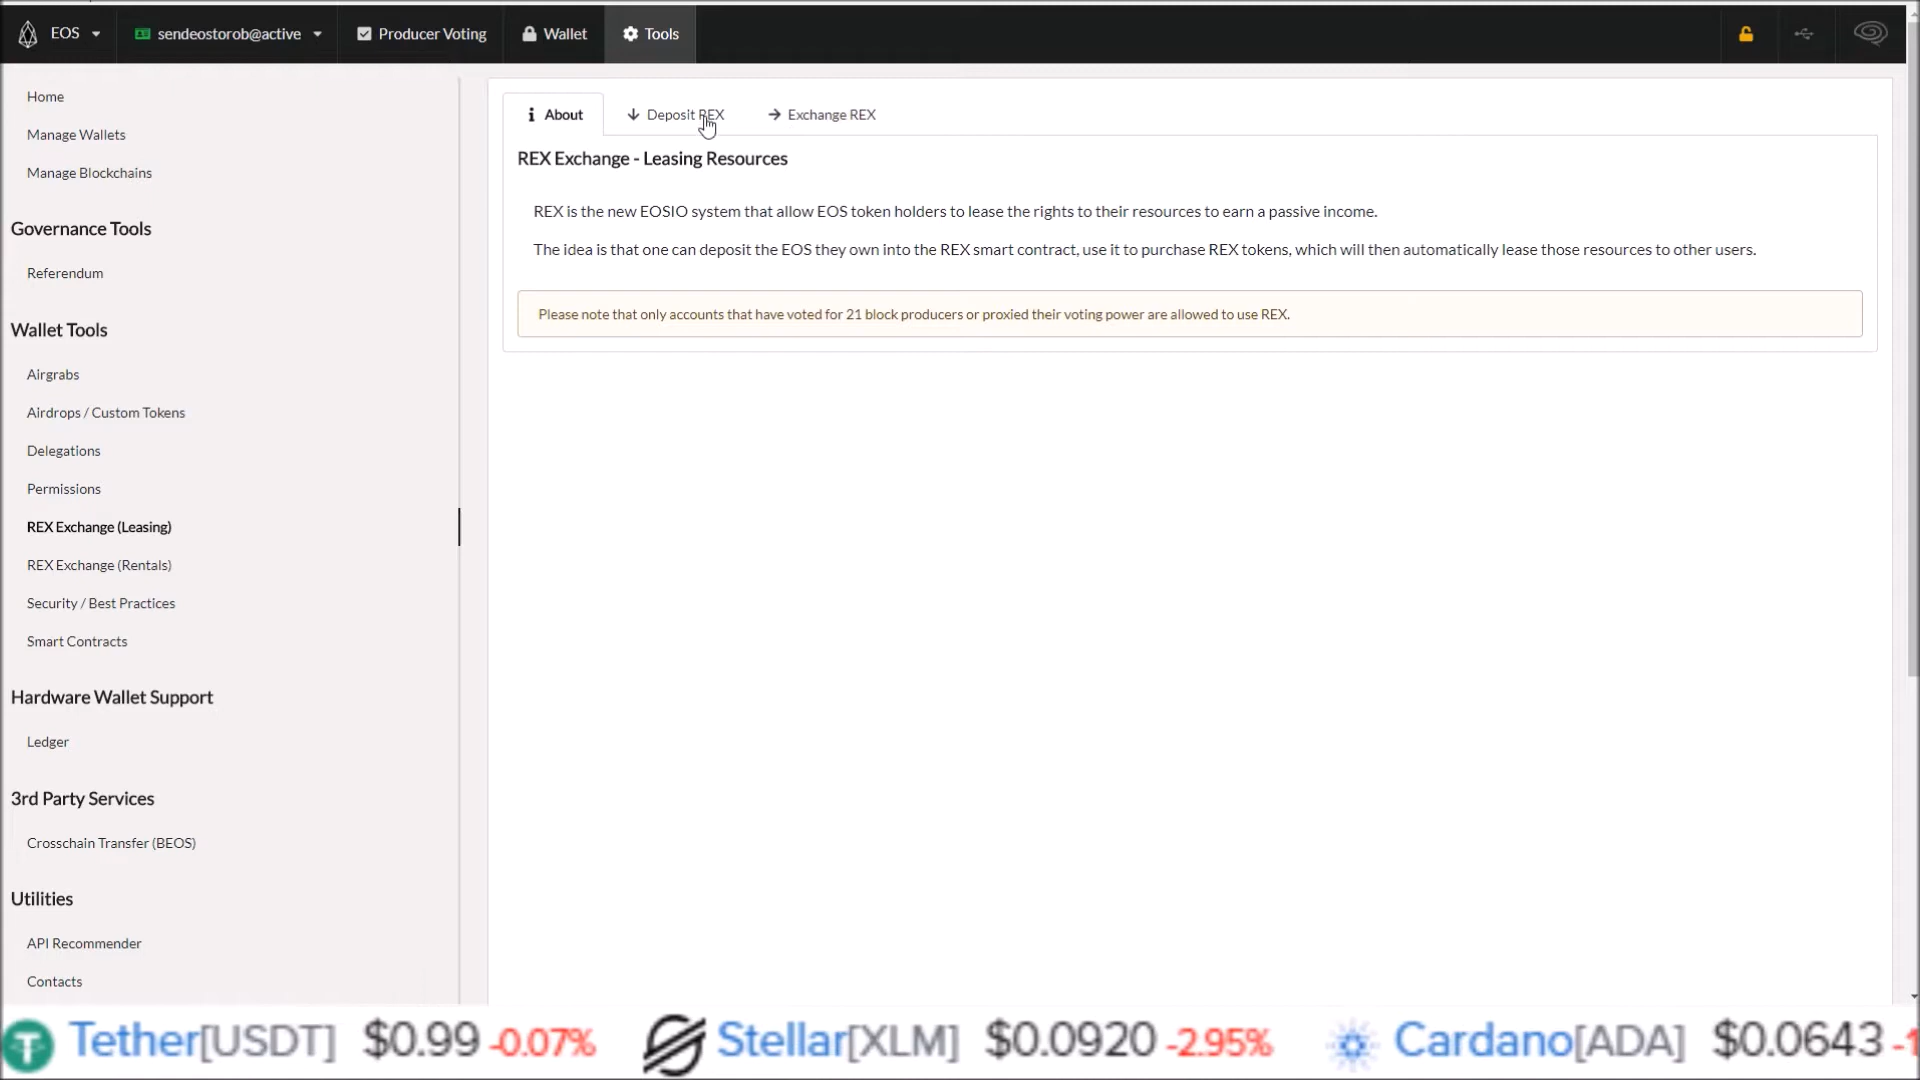 EOS sendeostorob@active Producer Voting Wallet Tools
Home
Manage Wallets
Manage Blockchains
Governance Tools
Referendum
Wallet Tools
Airgrabs
Airdrops / Custom Tokens
Delegations
Permissions
REX Exchange (Leasing)
REX Exchange (Rentals)
Security / Best Practices
Smart Contracts
Hardware Wallet Support
Ledger
3rd Party Services
Crosschain Transfer (BEOS)
Utilities
API Recommender
Contacts
About Deposit REX Exchange REX
REX Exchange - Leasing Resources
REX is the new EOSIO system that allow EOS token holders to lease the rights to their resources to earn a passive income.
The idea is that one can deposit the EOS they own into the REX smart contract, use it to purchase REX tokens, which will then automatically lease those resources to other users.
Please note that only accounts that have voted for 21 block producers or proxied their voting power are allowed to use REX.
Tether[USDT] $0.99 -0.07% Stellar[XLM] $0.0920 -2.95% Cardano[ADA] $0.0643